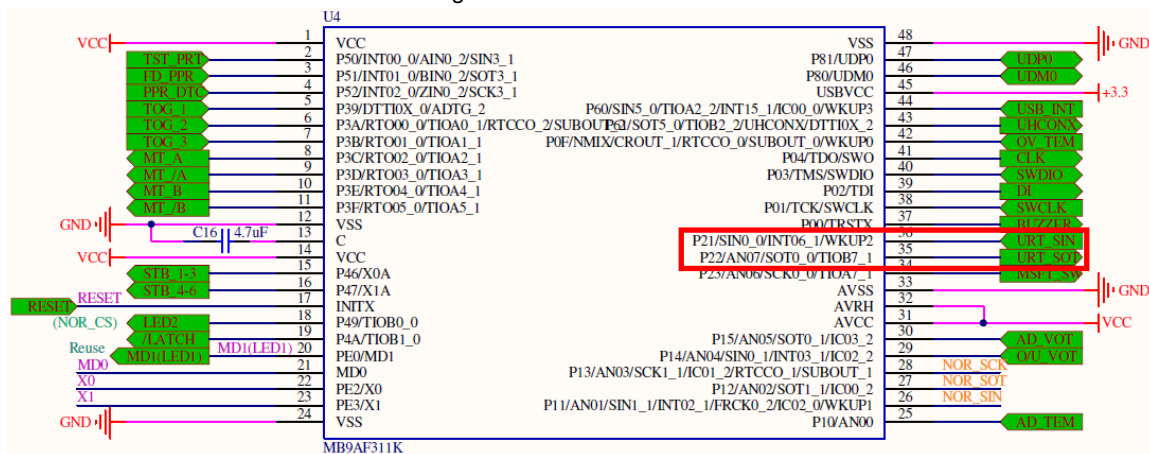 U4
VCC 1 VCC VSS 48 GND
TST_PRT 2 P50/INT00_0/AIN0_2/SIN3_1 P81/UDP0 47 UDP0
FD_PPR 3 P51/INT01_0/BIN0_2/SOT3_1 P80/UDM0 46 UDM0
PPR_DTC 4 P52/INT02_0/ZIN0_2/SCK3_1 USBVCC 45 +3.3
TOG_1 5 P39/DTTI0X_0/ADTG_2 P60/SIN5_0/TIOA2_2/INT15_1/IC00_0/WKUP3 44 USB_INT
TOG_2 6 P3A/RTO00_0/TIOA0_1/RTCCO_2/SUBOUT_2 P61/SOT5_0/TIOB2_2/UHCONX/DTTI0X_2 43 UHCONX
TOG_3 7 P3B/RTO01_0/TIOA1_1 P0F/NMIX/CROUT_1/RTCCO_0/SUBOUT_0/WKUP0 42 OV_TEM
MT_A 8 P3C/RTO02_0/TIOA2_1 P04/TDO/SWO 41 CLK
MT_/A 9 P3D/RTO03_0/TIOA3_1 P03/TMS/SWDIO 40 SWDIO
MT_B 10 P3E/RTO04_0/TIOA4_1 P02/TDI 39 DI
MT_/B 11 P3F/RTO05_0/TIOA5_1 P01/TCK/SWCLK 38 SWCLK
GND 12 VSS P00/TRSTX 37 BUZZER
C16 4.7uF 13 C P21/SIN0_0/INT06_1/WKUP2 36 URT_SIN
VCC 14 VCC P22/AN07/SOT0_0/TIOB7_1 35 URT_SOT
STB_1-3 15 P46/X0A P23/AN06/SCK0_0/TIOA7_1 34 MSFT_SW
STB_4-6 16 P47/X1A AVSS 33 GND
RESET RESET 17 INITX AVRH 32
(NOR_CS) LED2 18 P49/TIOB0_0 AVCC 31 VCC
/LATCH 19 P4A/TIOB1_0 P15/AN05/SOT0_1/IC03_2 30 AD_VOT
Reuse MD1(LED1) MD1(LED1) 20 PE0/MD1 P14/AN04/SIN0_1/INT03_1/IC02_2 29 O/U_VOT
MD0 21 MD0 P13/AN03/SCK1_1/IC01_2/RTCCO_1/SUBOUT_1 28 NOR_SCK
X0 22 PE2/X0 P12/AN02/SOT1_1/IC00_2 27 NOR_SOT
X1 23 PE3/X1 P11/AN01/SIN1_1/INT02_1/FRCK0_2/IC02_0/WKUP1 26 NOR_SIN
GND 24 VSS P10/AN00 25 AD_TEM
MB9AF311K